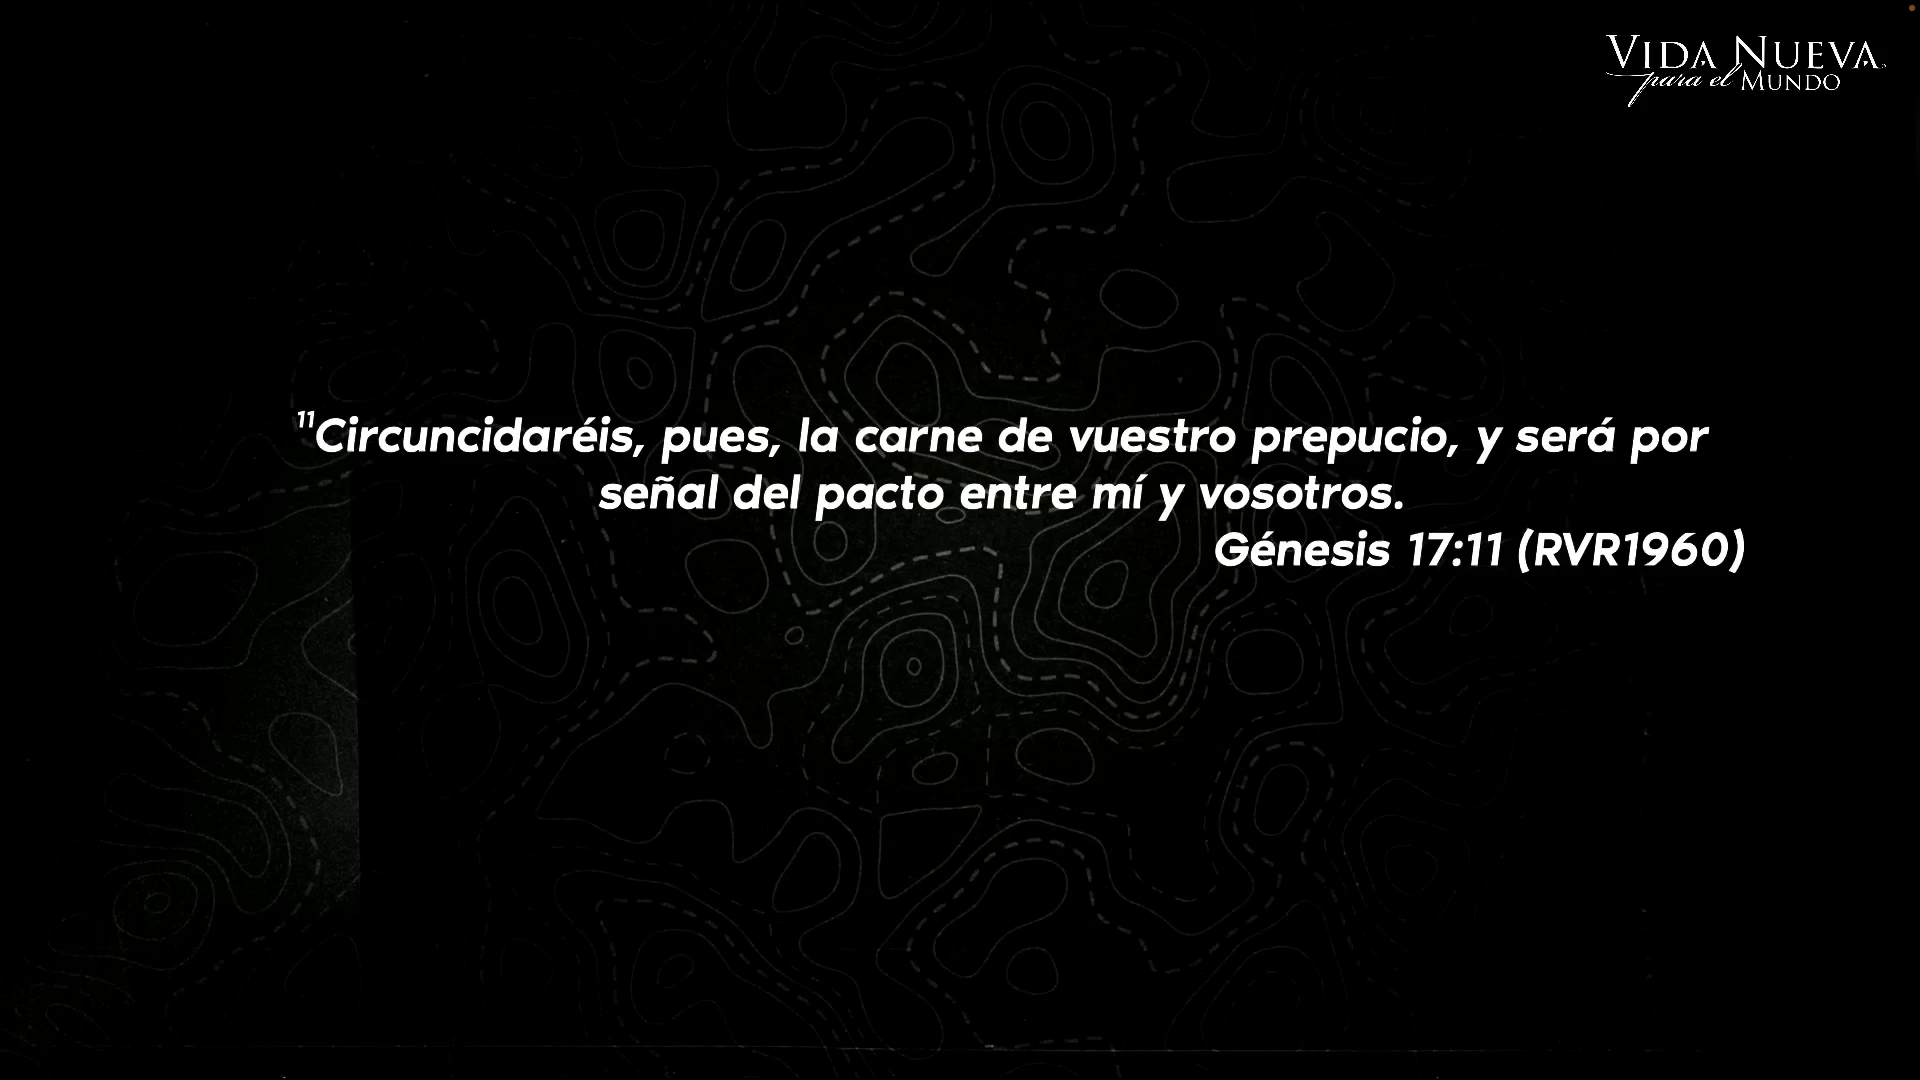 VIDA NUEVA
para el MUNDO
¹¹Circuncidaréis, pues, la carne de vuestro prepucio, y será por
señal del pacto entre mí y vosotros.
Génesis 17:11 (RVR1960)